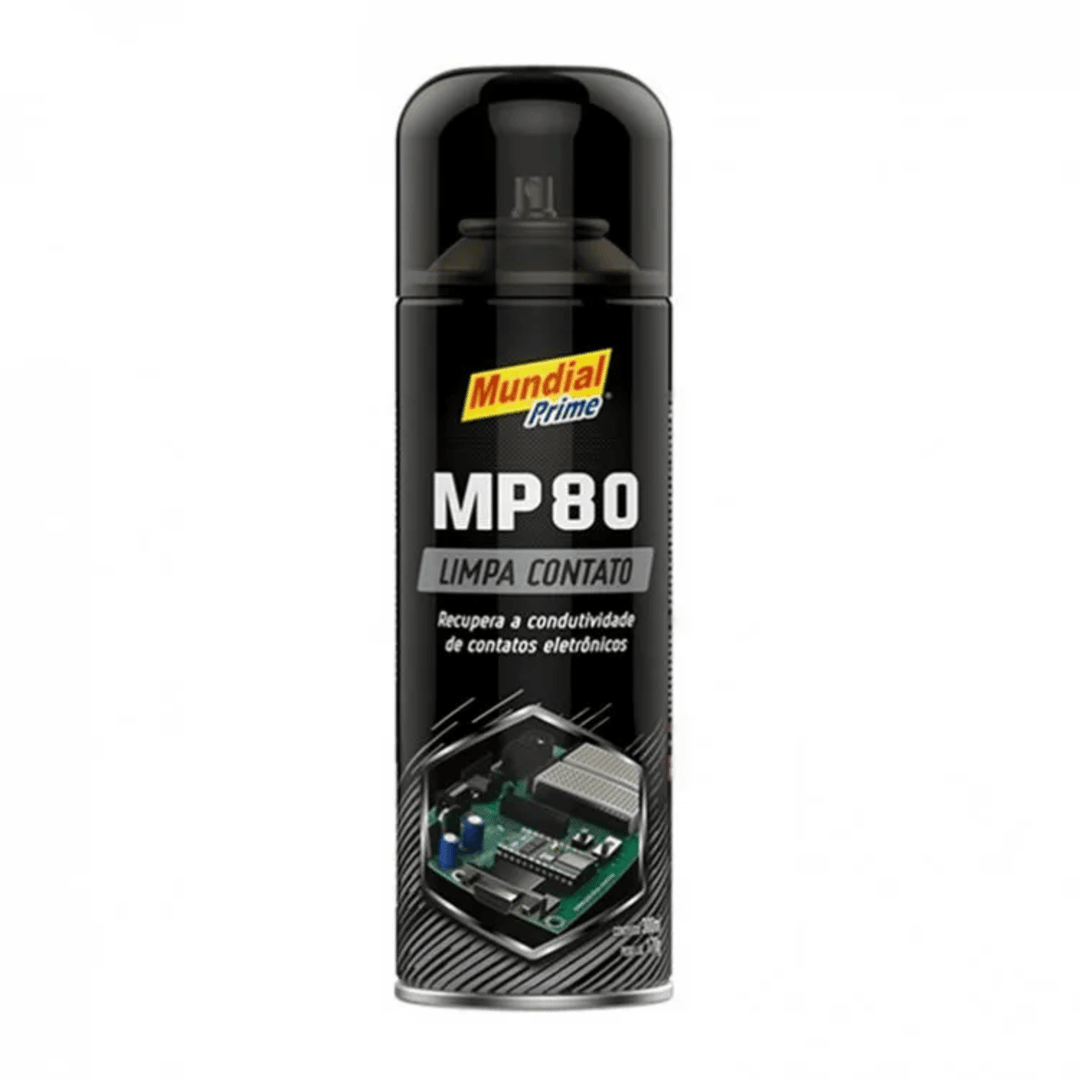 Mundial
Prime
MP80
LIMPA CONTATO
Recupera a condutividade
de contatos eletrônicos